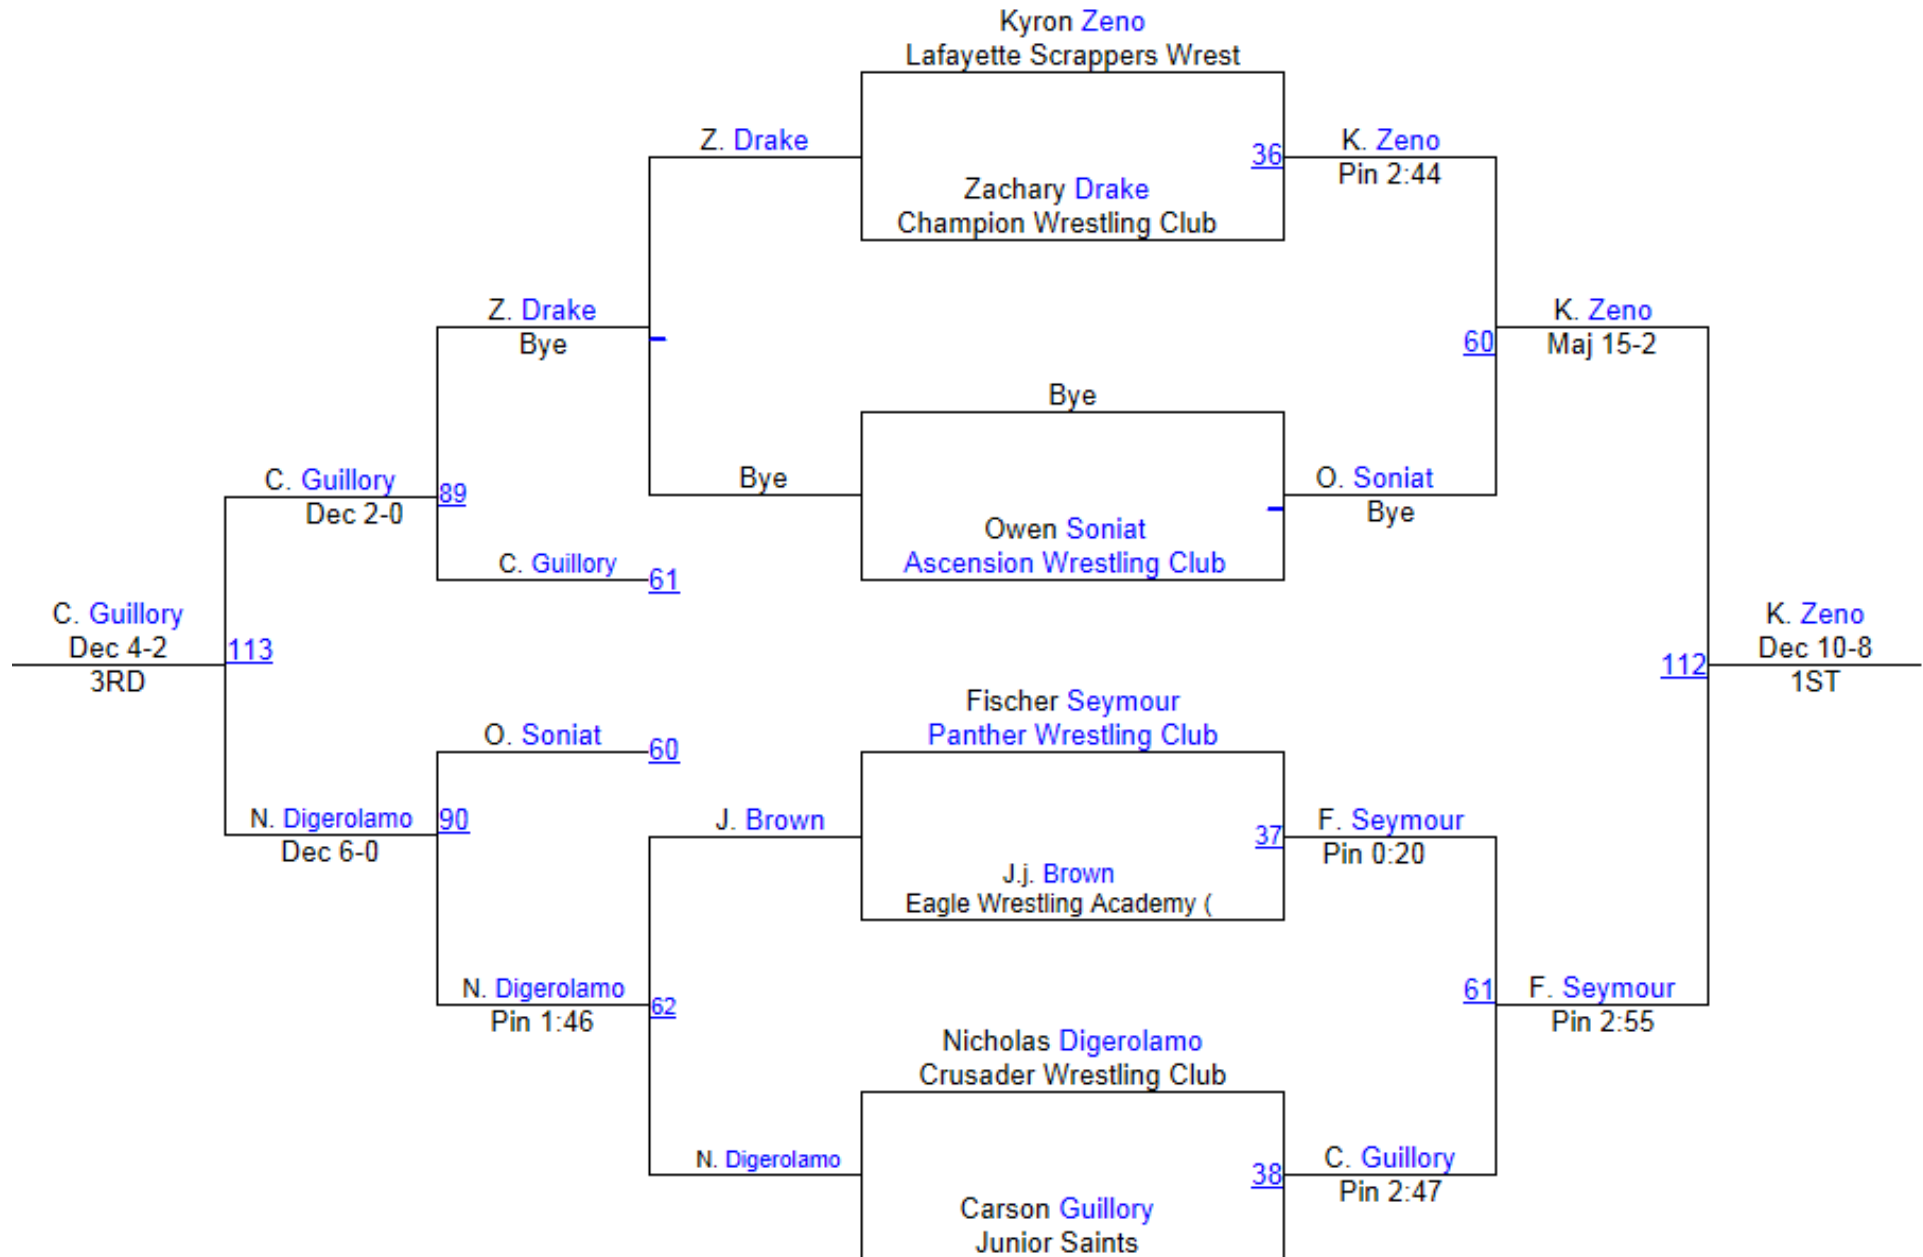 Kyron Zeno
Lafayette Scrappers Wrest
Z. Drake
36
K. Zeno
Pin 2:44
Zachary Drake
Champion Wrestling Club
Z. Drake
Bye
K. Zeno
Maj 15-2
60
Bye
Bye
O. Soniat
Bye
Owen Soniat
Ascension Wrestling Club
C. Guillory
Dec 2-0
89
C. Guillory
61
C. Guillory
Dec 4-2
3RD
113
112
K. Zeno
Dec 10-8
1ST
Fischer Seymour
Panther Wrestling Club
O. Soniat
60
N. Digerolamo
Dec 6-0
90
J. Brown
37
F. Seymour
Pin 0:20
J.j. Brown
Eagle Wrestling Academy (
N. Digerolamo
Pin 1:46
62
61
F. Seymour
Pin 2:55
Nicholas Digerolamo
Crusader Wrestling Club
N. Digerolamo
38
C. Guillory
Pin 2:47
Carson Guillory
Junior Saints